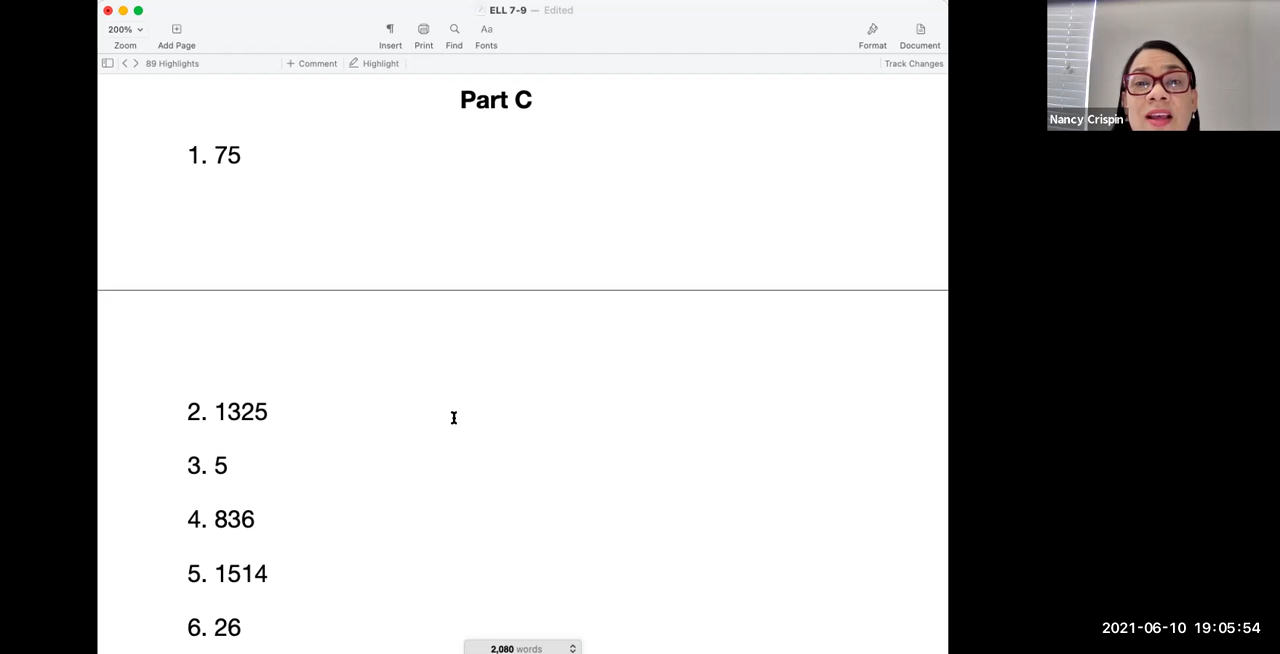 ELL 7-9 — Edited
200%
Zoom
Add Page
Insert
Print
Find
Aa
Fonts
Format
Document
89 Highlights
+ Comment
Highlight
Track Changes
Part C
1. 75
2. 1325
3. 5
4. 836
5. 1514
6. 26
2,080 words
Nancy Crispin
2021-06-10 19:05:54